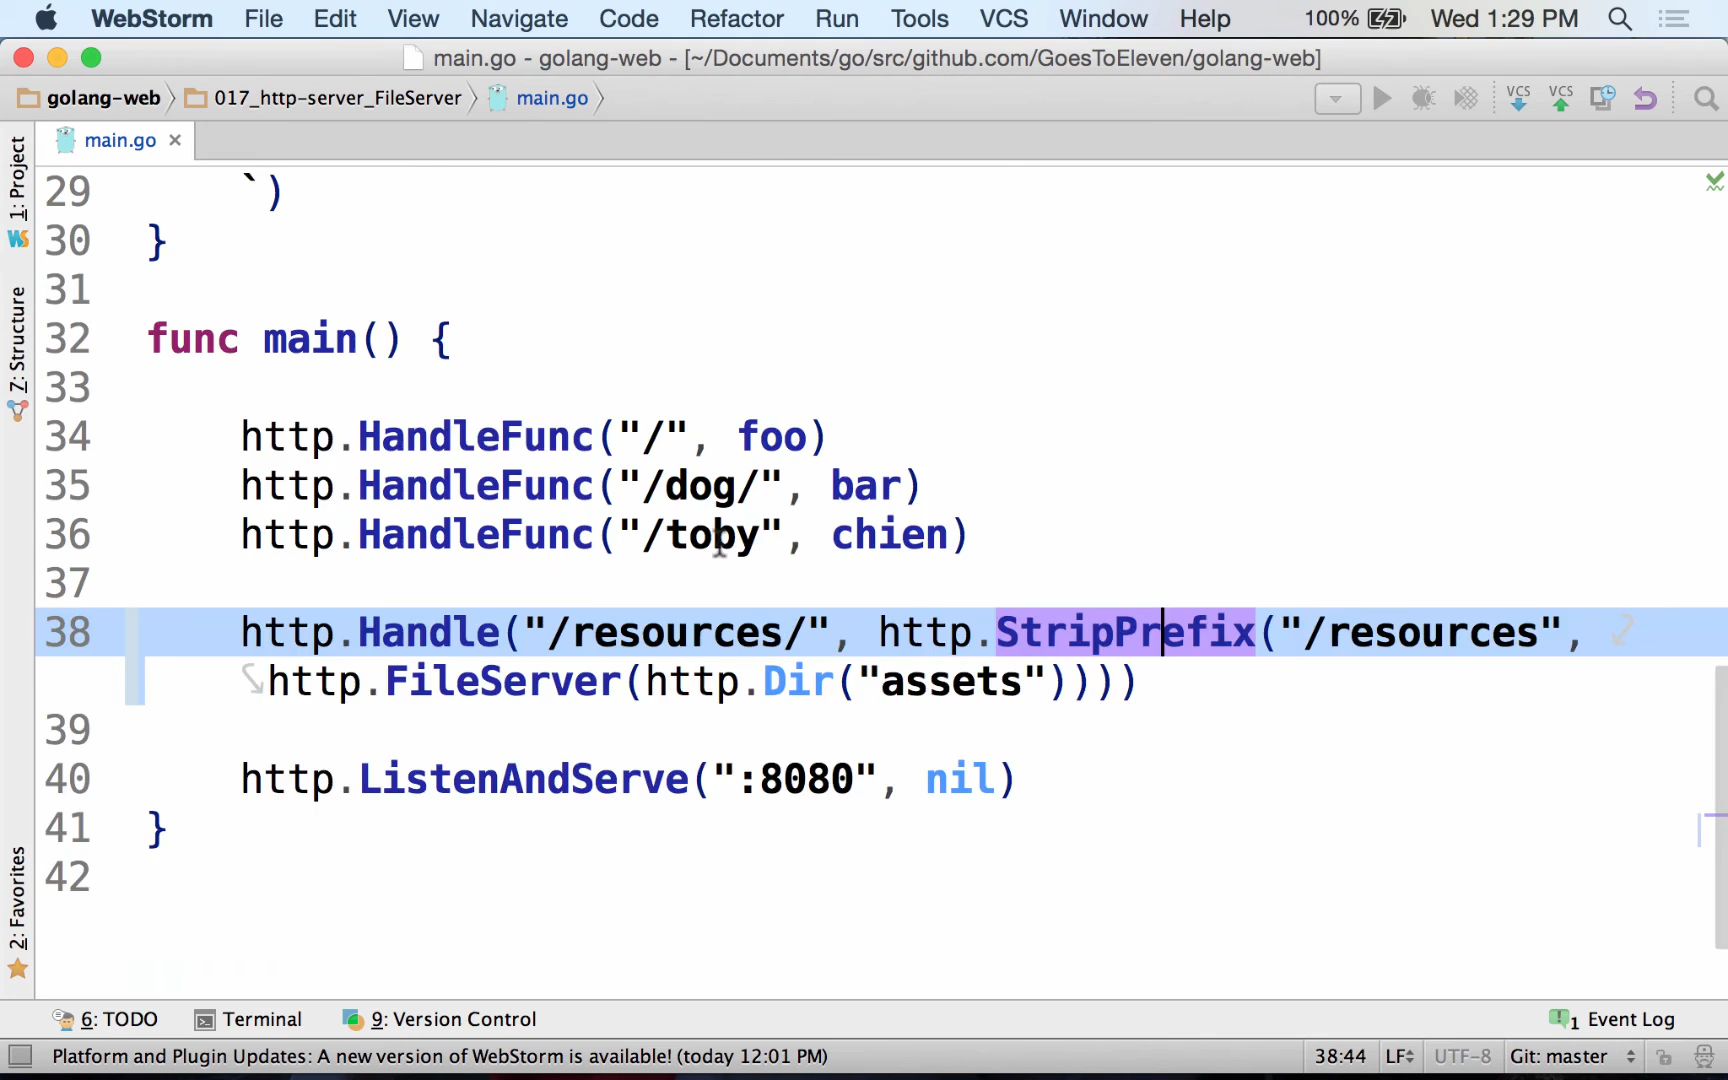 WebStorm File Edit View Navigate Code Refactor Run Tools VCS Window Help 100% Wed 1:29 PM
main.go - golang-web - [~/Documents/go/src/github.com/GoesToEleven/golang-web]
golang-web 017_http-server_FileServer main.go VCS VCS
main.go
1: Project
7: Structure
2: Favorites
29 `)
30 }
31
32 func main() {
33
34 http.HandleFunc("/", foo)
35 http.HandleFunc("/dog/", bar)
36 http.HandleFunc("/toby", chien)
37
38 http.Handle("/resources/", http.StripPrefix("/resources",
http.FileServer(http.Dir("assets"))))
39
40 http.ListenAndServe(":8080", nil)
41 }
42
6: TODO Terminal 9: Version Control 1 Event Log
Platform and Plugin Updates: A new version of WebStorm is available! (today 12:01 PM) 38:44 LF UTF-8 Git: master